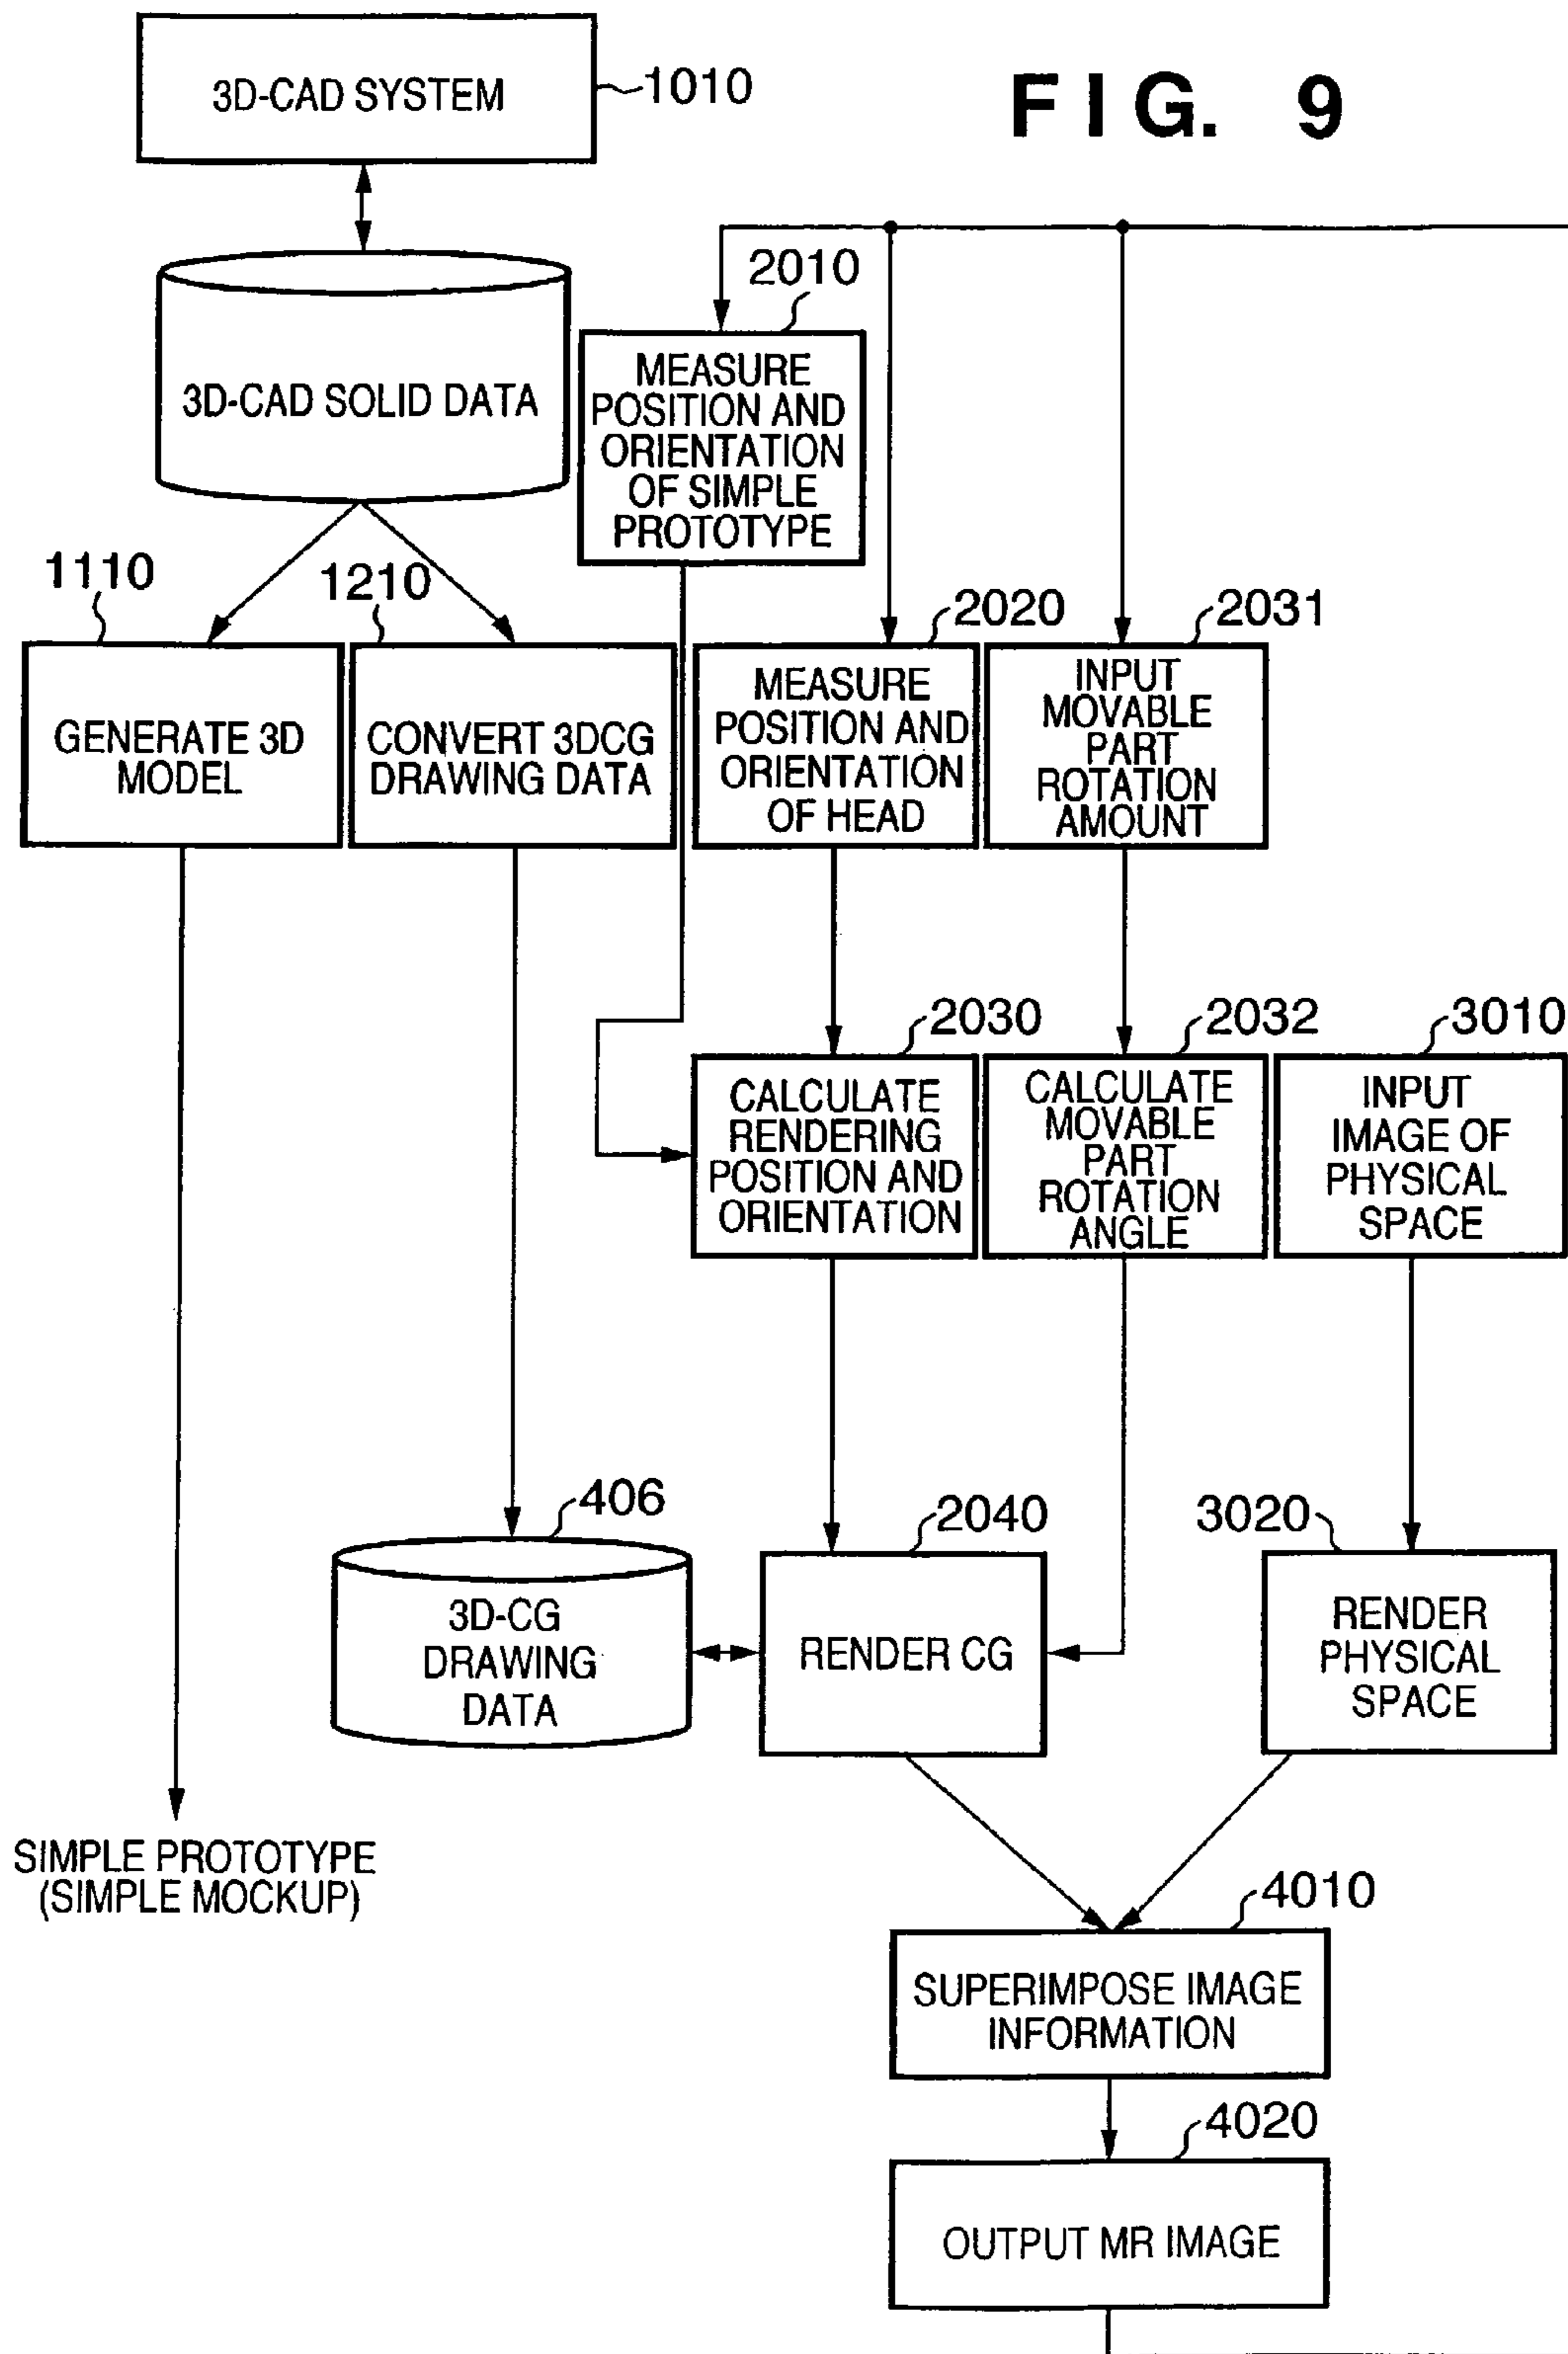 3D-CAD SYSTEM
1010
FIG. 9
3D-CAD SOLID DATA
2010
MEASURE
POSITION AND
ORIENTATION
OF SIMPLE
PROTOTYPE
1110
GENERATE 3D
MODEL
1210
CONVERT 3DCG
DRAWING DATA
2020
MEASURE
POSITION AND
ORIENTATION
OF HEAD
2031
INPUT
MOVABLE
PART
ROTATION
AMOUNT
2030
CALCULATE
RENDERING
POSITION AND
ORIENTATION
2032
CALCULATE
MOVABLE
PART
ROTATION
ANGLE
3010
INPUT
IMAGE OF
PHYSICAL
SPACE
406
3D-CG
DRAWING
DATA
2040
RENDER CG
3020
RENDER
PHYSICAL
SPACE
SIMPLE PROTOTYPE
(SIMPLE MOCKUP)
4010
SUPERIMPOSE IMAGE
INFORMATION
4020
OUTPUT MR IMAGE